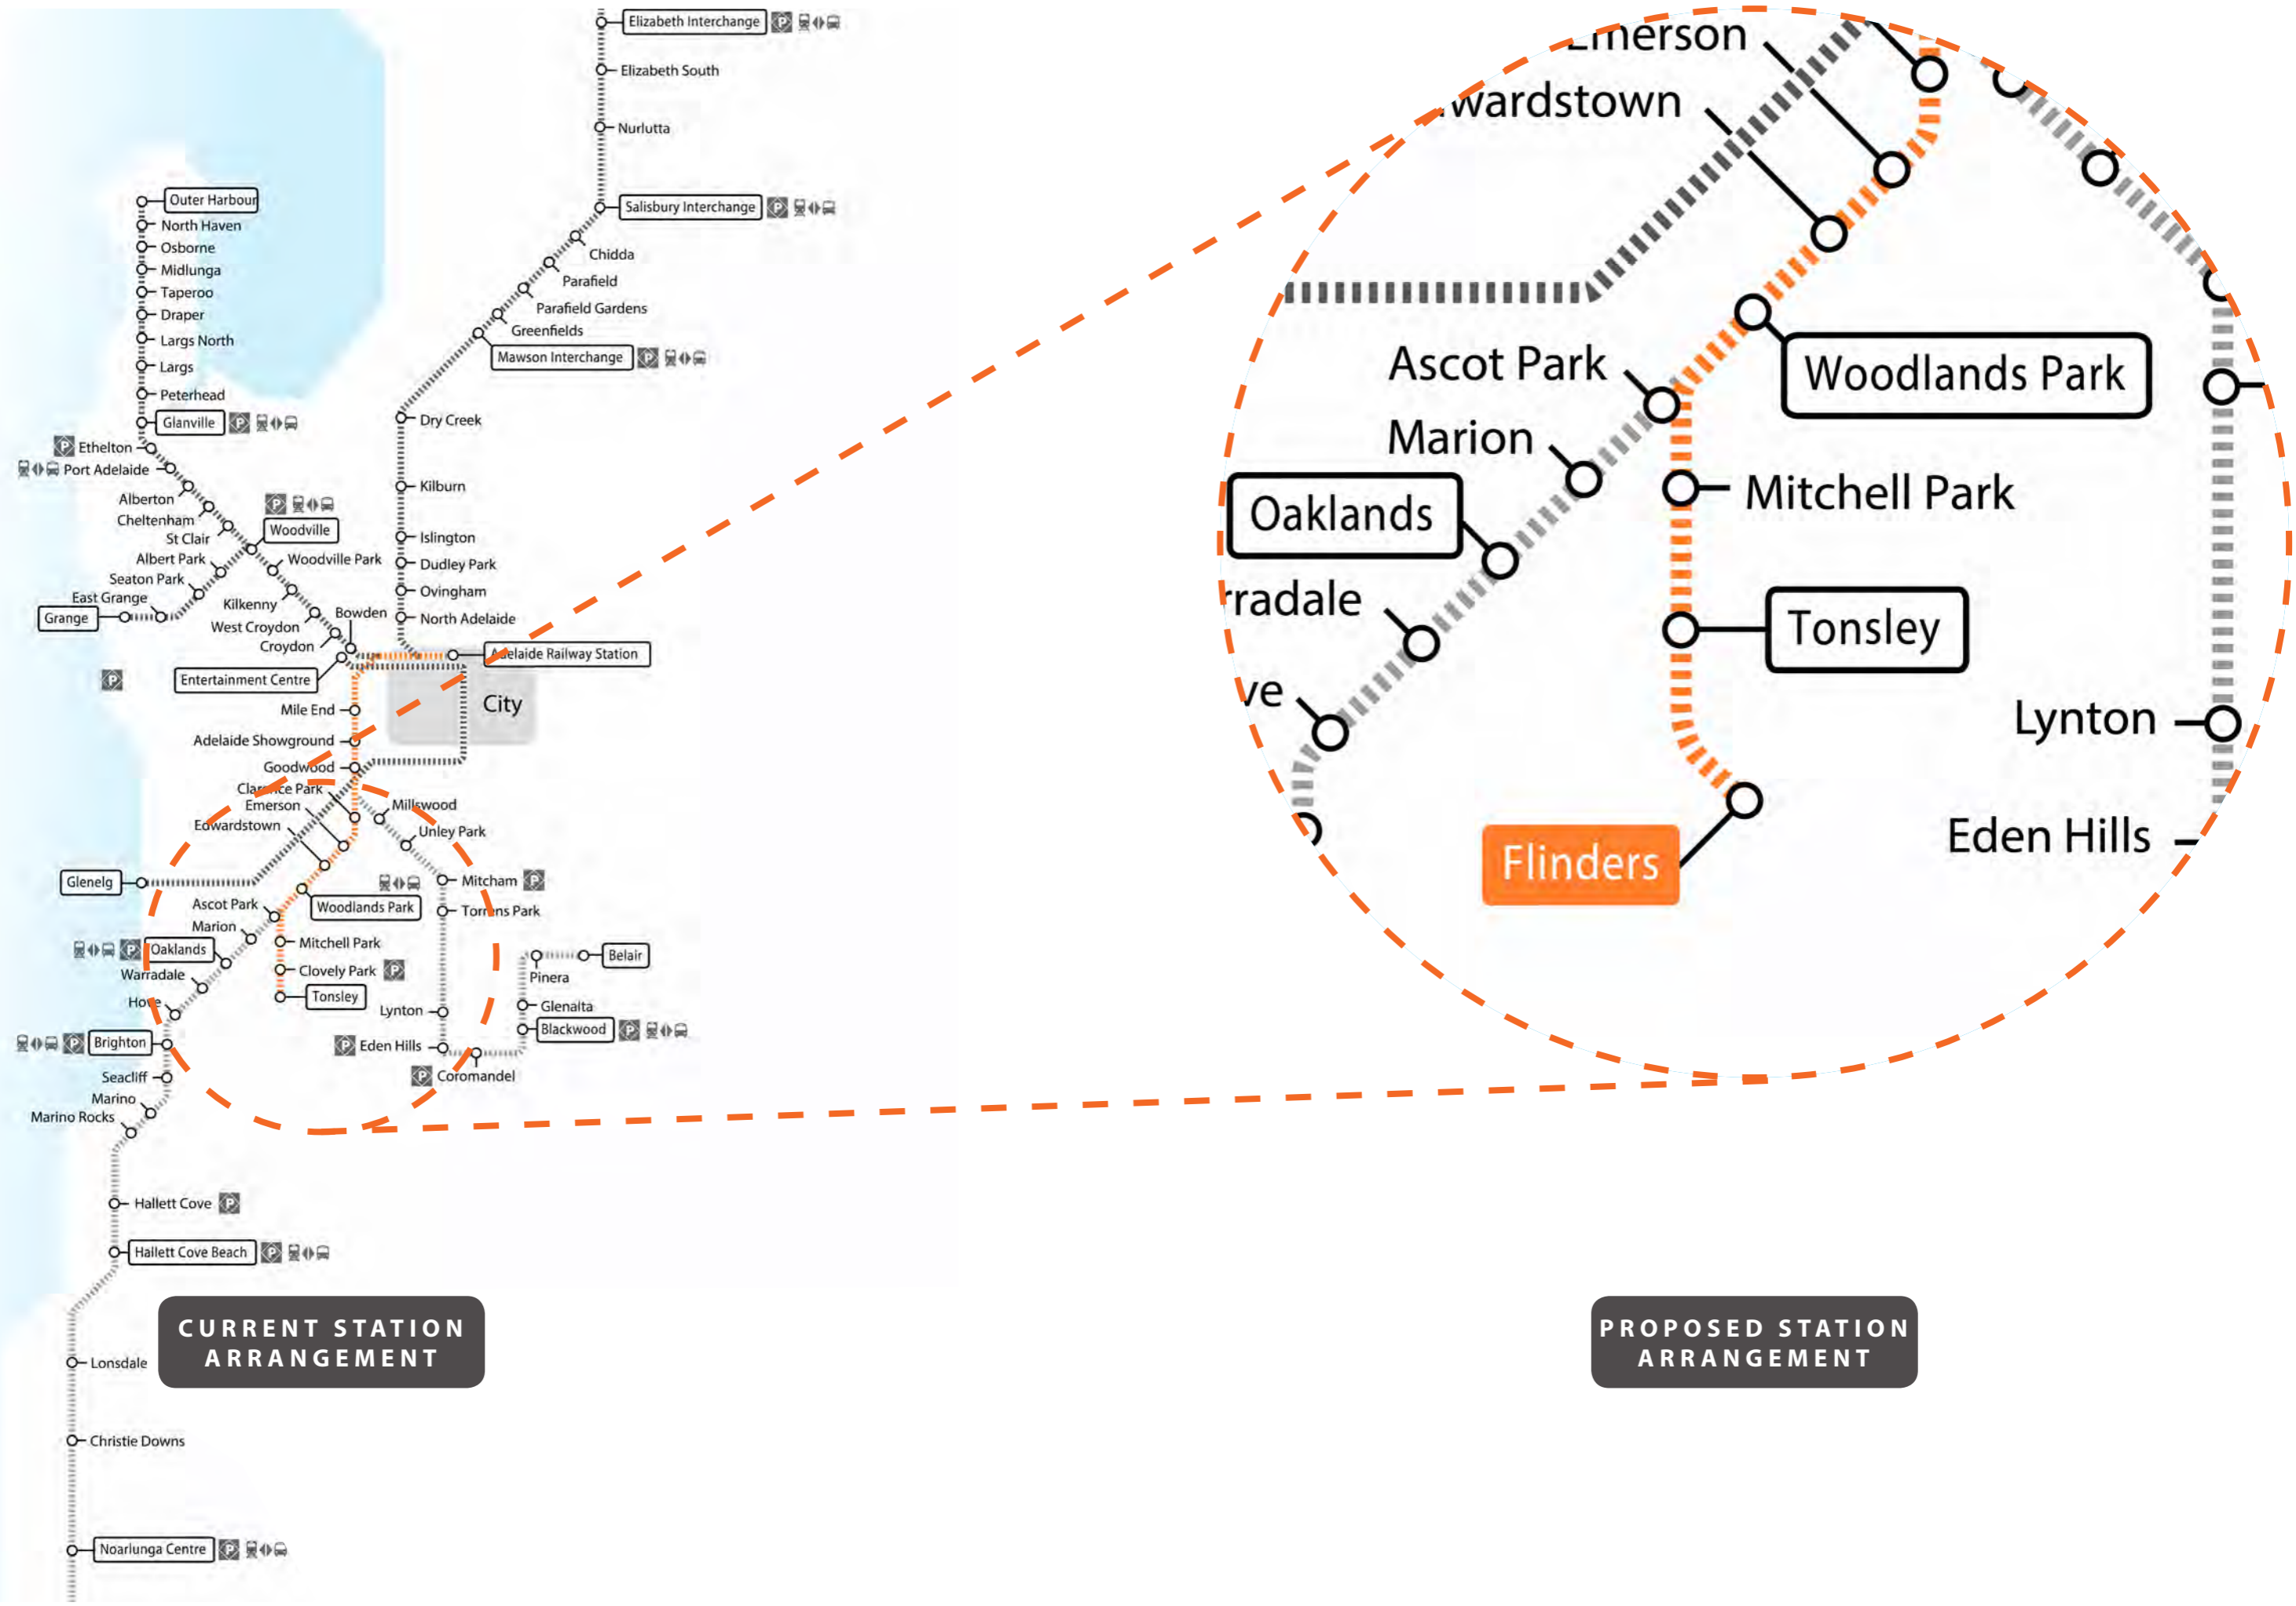 Elizabeth Interchange
Elizabeth South
Nurlutta
Salisbury Interchange
Chidda
Parafield
Parafield Gardens
Greenfields
Mawson Interchange
Dry Creek
Kilburn
Islington
Dudley Park
Ovingham
North Adelaide
Adelaide Railway Station
City
Outer Harbour
North Haven
Osborne
Midlunga
Taperoo
Draper
Largs North
Largs
Peterhead
Glanville
Ethelton
Port Adelaide
Alberton
Cheltenham
St Clair
Woodville
Albert Park
Woodville Park
Seaton Park
East Grange
Grange
Kilkenny
Bowden
West Croydon
Croydon
Entertainment Centre
Mile End
Adelaide Showground
Goodwood
Clarence Park
Emerson
Edwardstown
Millswood
Unley Park
Glenelg
Mitcham
Torrens Park
Ascot Park
Woodlands Park
Marion
Oaklands
Mitchell Park
Clovely Park
Tonsley
Warradale
Hove
Brighton
Seacliff
Marino
Marino Rocks
Lynton
Eden Hills
Coromandel
Belair
Pinera
Glenalta
Blackwood
Hallett Cove
Hallett Cove Beach
CURRENT STATION
ARRANGEMENT
Lonsdale
Christie Downs
Noarlunga Centre
Emerson
wardstown
Ascot Park
Woodlands Park
Marion
Oaklands
Mitchell Park
rradale
Tonsley
ve
Lynton
Flinders
Eden Hills
PROPOSED STATION
ARRANGEMENT